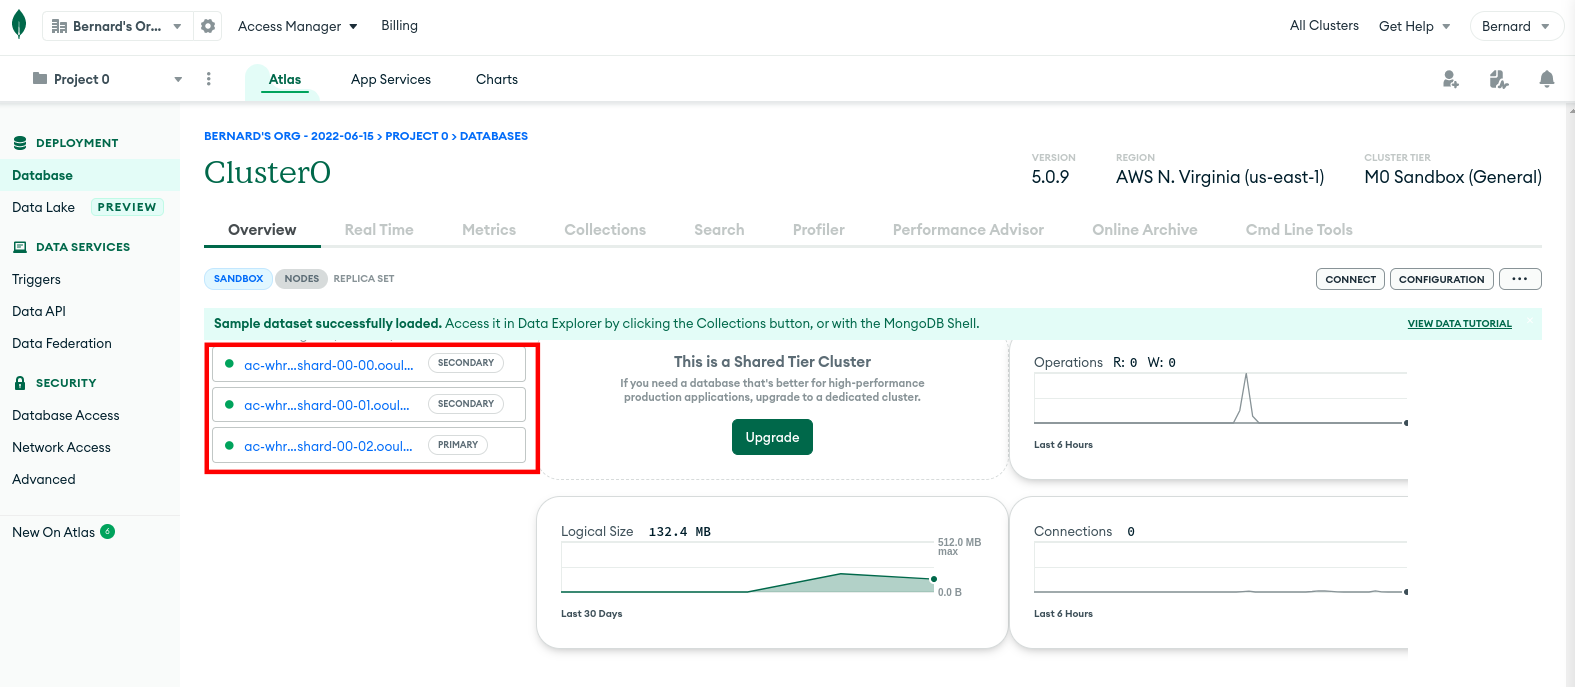 Bernard's Or...
Access Manager
Billing
All Clusters
Get Help
Bernard
Project 0
Atlas
App Services
Charts
DEPLOYMENT
Database
Data Lake PREVIEW
DATA SERVICES
Triggers
Data API
Data Federation
SECURITY
Database Access
Network Access
Advanced
New On Atlas 6
BERNARD'S ORG - 2022-06-15 > PROJECT 0 > DATABASES
Cluster0
VERSION
5.0.9
REGION
AWS N. Virginia (us-east-1)
CLUSTER TIER
M0 Sandbox (General)
Overview
Real Time
Metrics
Collections
Search
Profiler
Performance Advisor
Online Archive
Cmd Line Tools
SANDBOX
NODES
REPLICA SET
CONNECT
CONFIGURATION
Sample dataset successfully loaded. Access it in Data Explorer by clicking the Collections button, or with the MongoDB Shell.
VIEW DATA TUTORIAL
ac-whr...shard-00-00.ooul... SECONDARY
ac-whr...shard-00-01.ooul... SECONDARY
ac-whr...shard-00-02.ooul... PRIMARY
This is a Shared Tier Cluster
If you need a database that's better for high-performance
production applications, upgrade to a dedicated cluster.
Upgrade
Operations R: 0 W: 0
Last 6 Hours
Logical Size 132.4 MB
512.0 MB
max
0.0 B
Last 30 Days
Connections 0
Last 6 Hours